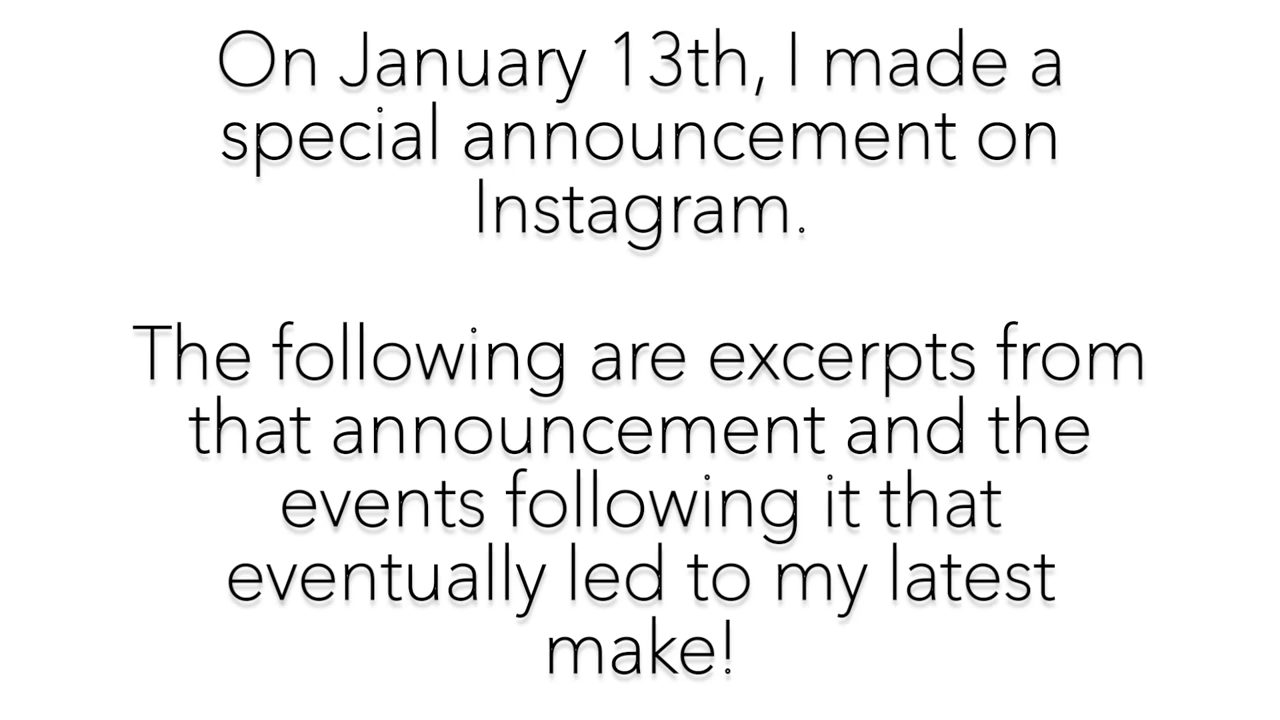 On January 13th, I made a
special announcement on
Instagram.
The following are excerpts from
that announcement and the
events following it that
eventually led to my latest
make!